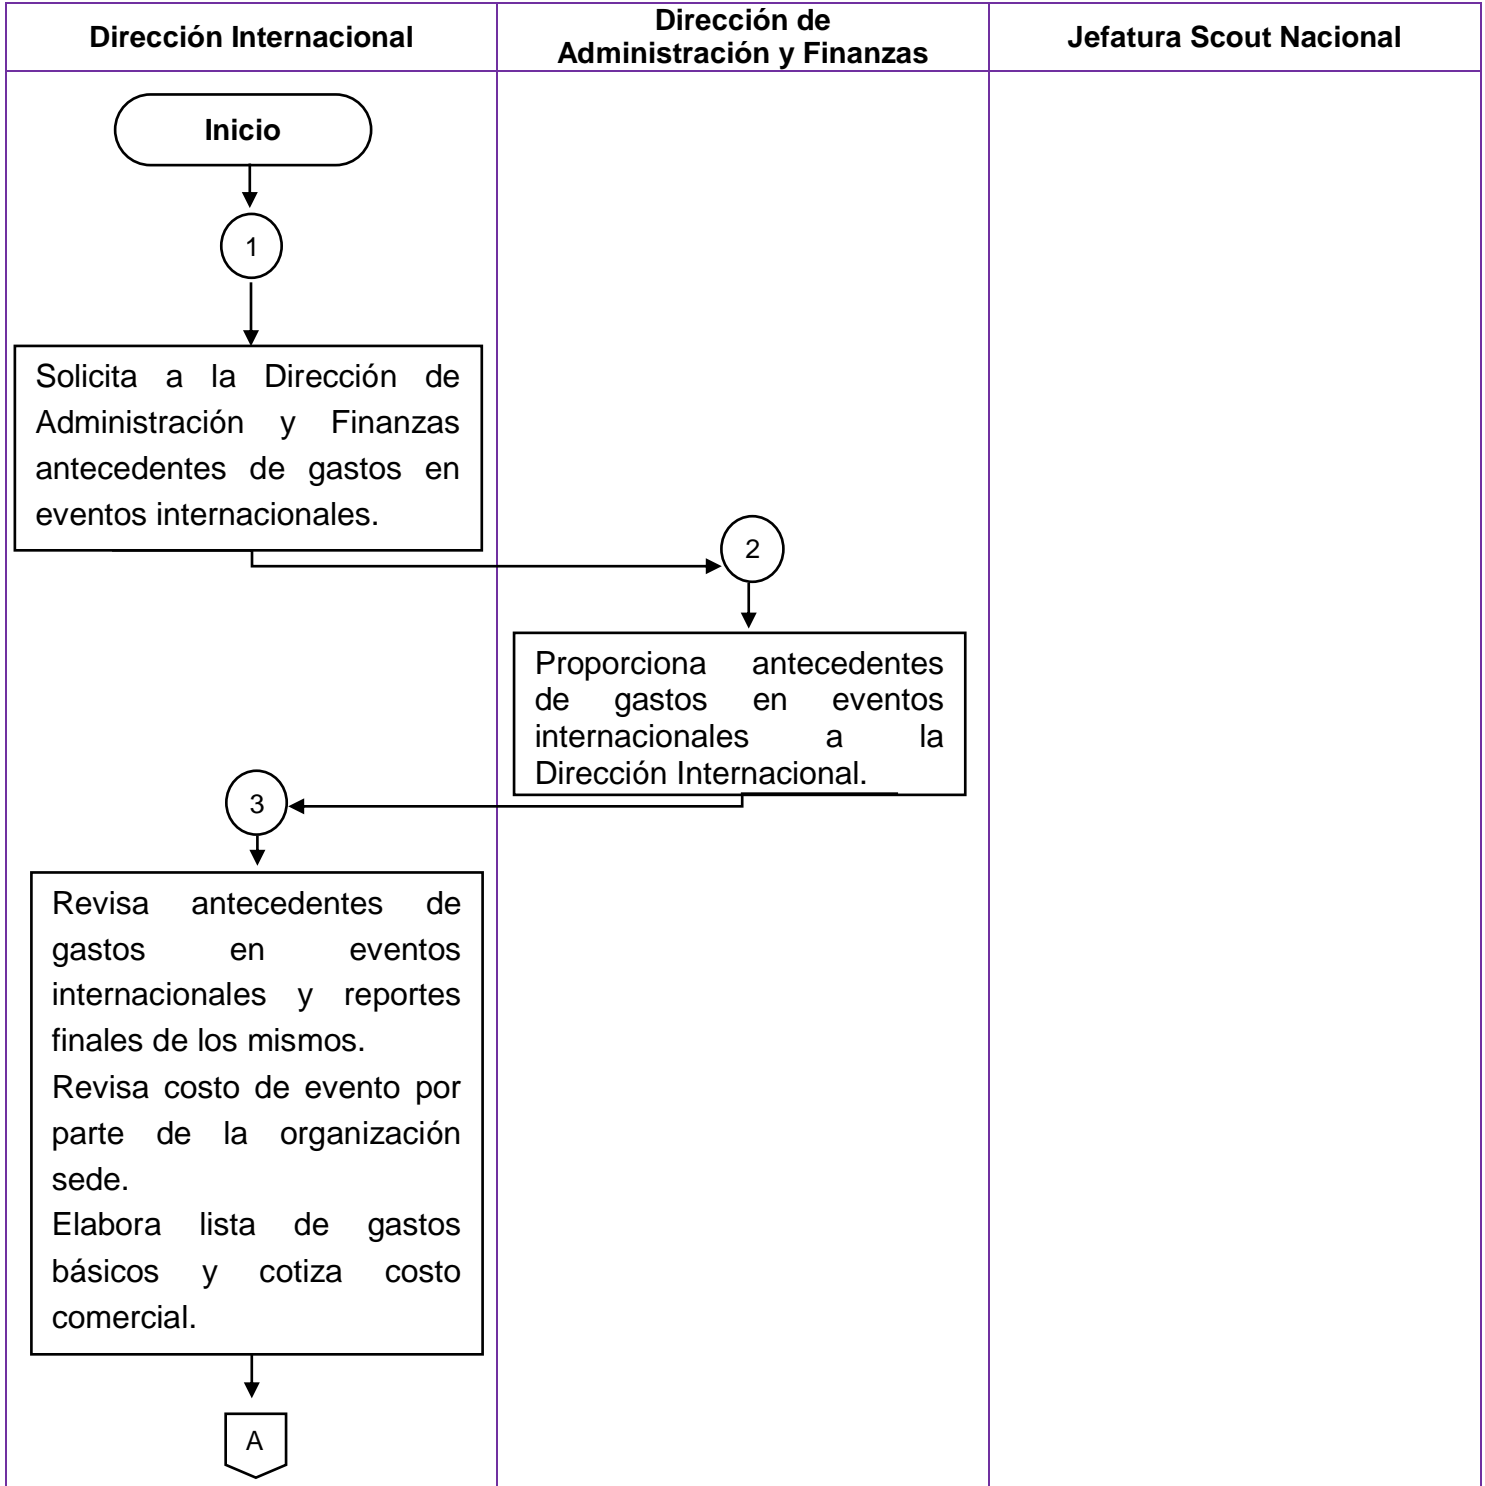 Dirección Internacional
Dirección de
Administración y Finanzas
Jefatura Scout Nacional
Inicio
1
Solicita a la Dirección de
Administración y Finanzas
antecedentes de gastos en
eventos internacionales.
2
Proporciona antecedentes
de gastos en eventos
internacionales a la
Dirección Internacional.
3
Revisa antecedentes de
gastos en eventos
internacionales y reportes
finales de los mismos.
Revisa costo de evento por
parte de la organización
sede.
Elabora lista de gastos
básicos y cotiza costo
comercial.
A